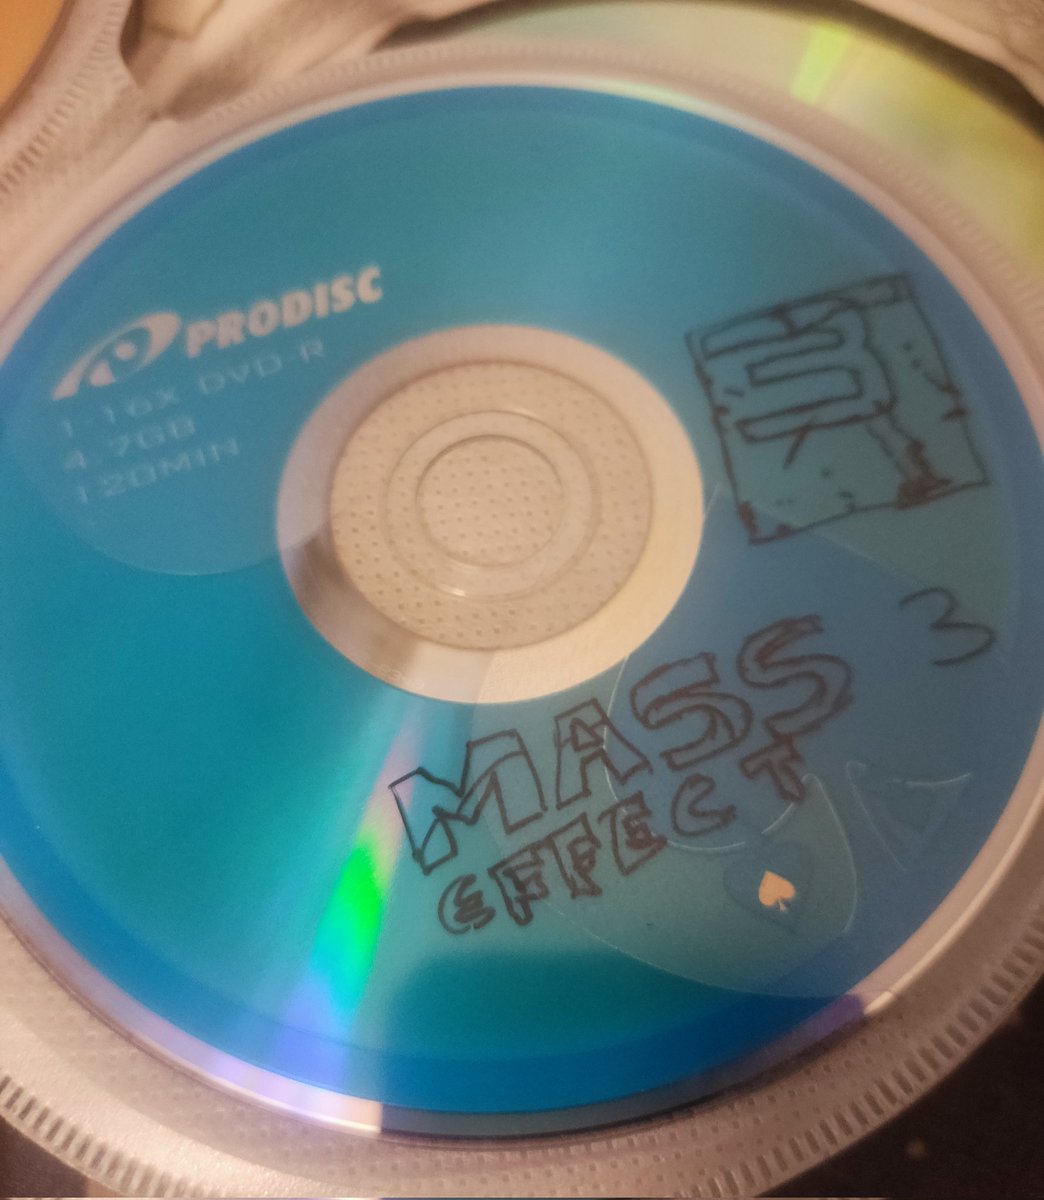 PRODISC
1-16X DVD-R
4.7GB
120MIN
3
MASS
EFFECT